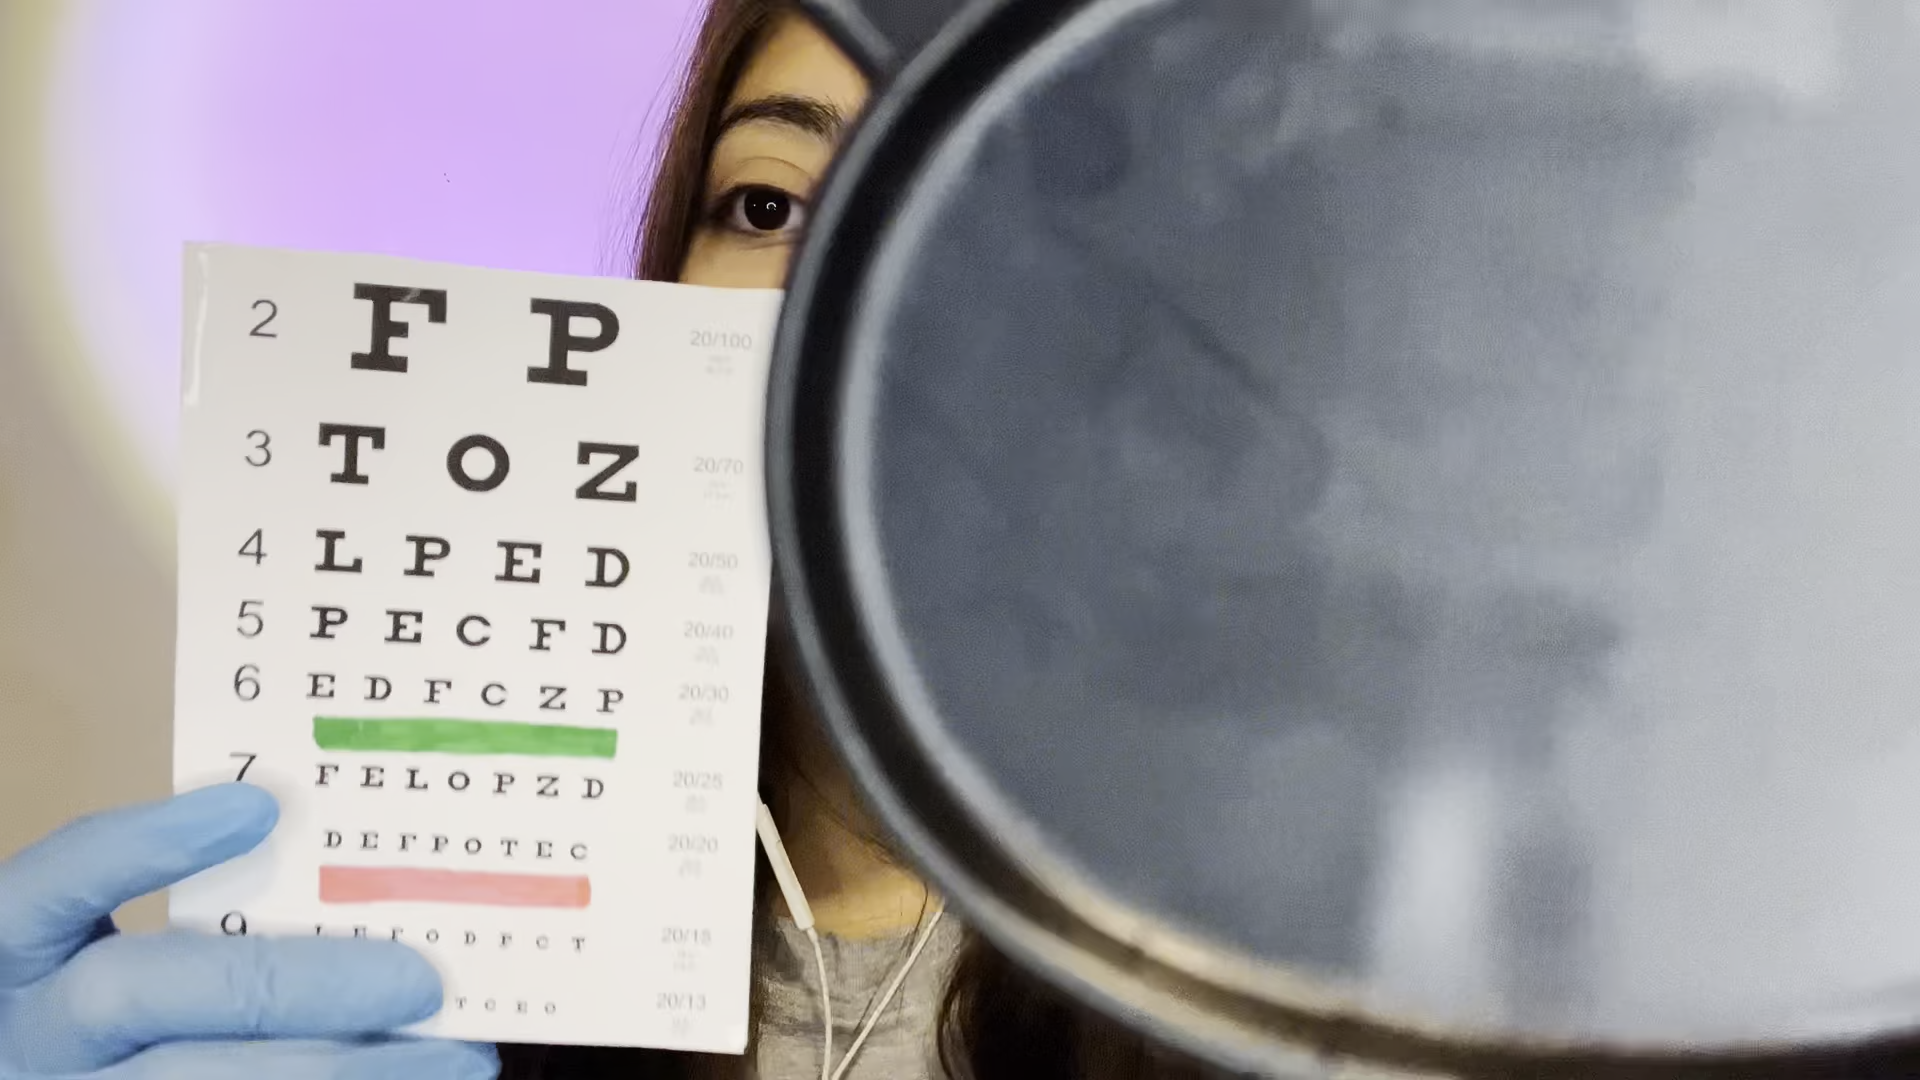 2 F P 20/100
3 T O Z 20/70
4 L P E D 20/50
5 P E C F D 20/40
6 E D F C Z P 20/30
7 F E L O P Z D 20/25
D E F P O T E C 20/20
9 L E F O D P C T 20/15
T C E O 20/13